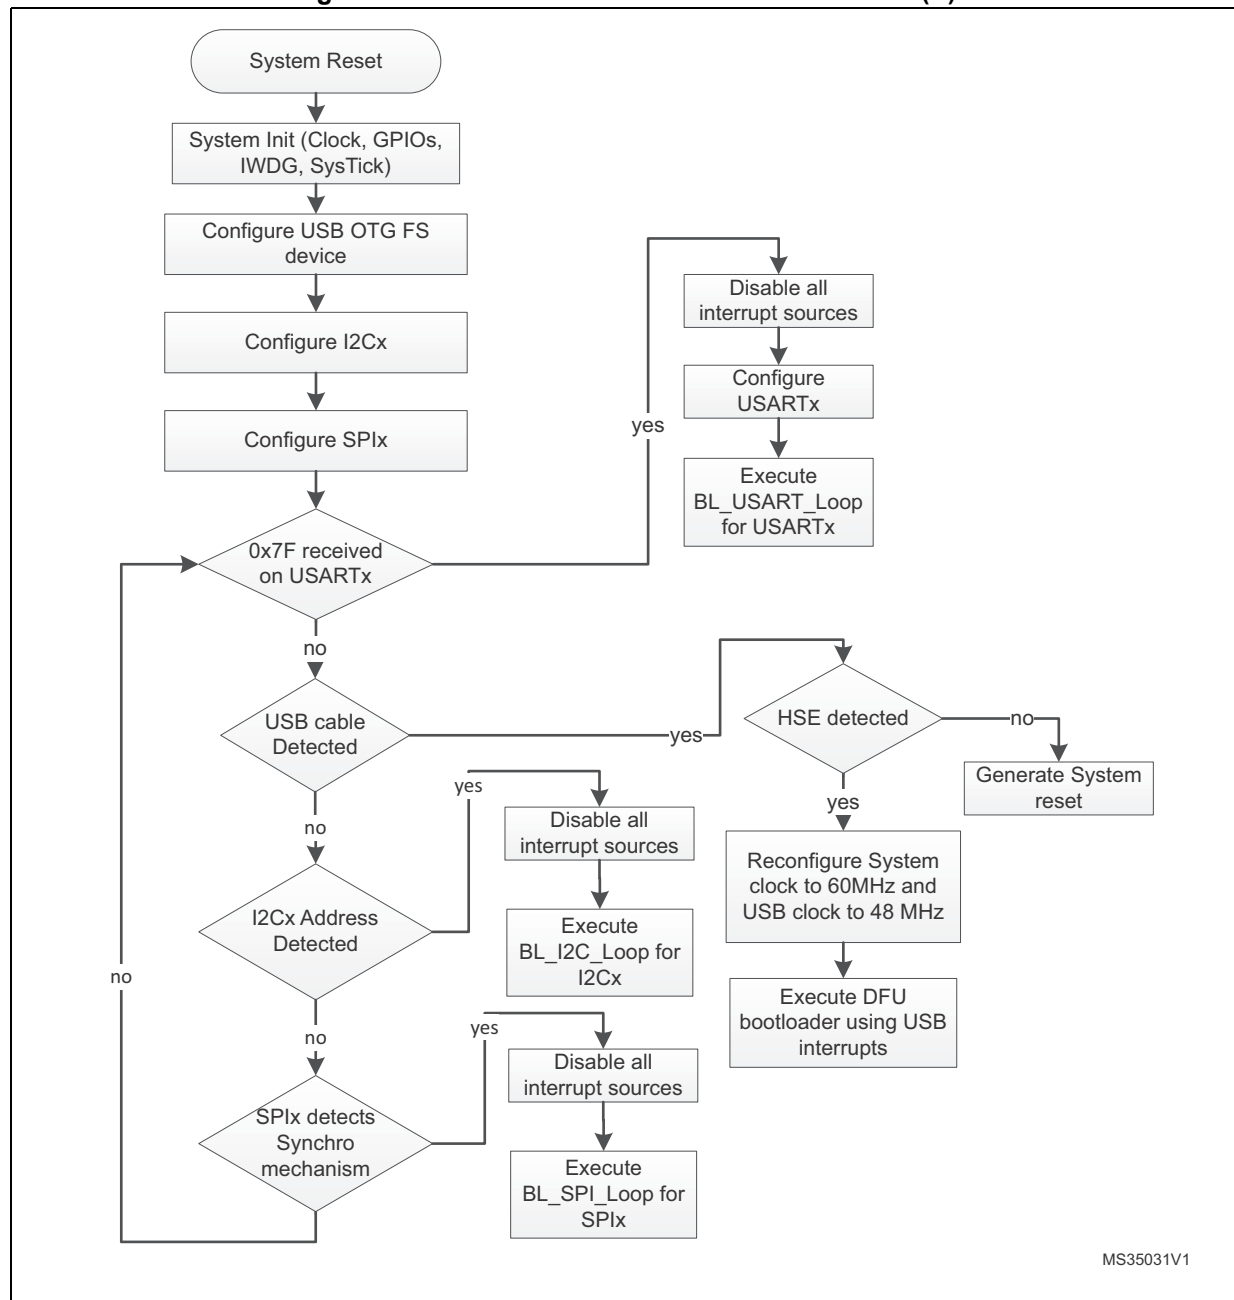 System Reset
System Init (Clock, GPIOs,
IWDG, SysTick)
Configure USB OTG FS
device
Configure I2Cx
Configure SPIx
0x7F received
on USARTx
yes
Disable all
interrupt sources
Configure
USARTx
Execute
BL_USART_Loop
for USARTx
no
USB cable
Detected
yes
HSE detected
no
Generate System
reset
yes
Reconfigure System
clock to 60MHz and
USB clock to 48 MHz
Execute DFU
bootloader using USB
interrupts
no
I2Cx Address
Detected
yes
Disable all
interrupt sources
Execute
BL_I2C_Loop for
I2Cx
no
SPIx detects
Synchro
mechanism
yes
Disable all
interrupt sources
Execute
BL_SPI_Loop for
SPIx
no
MS35031V1